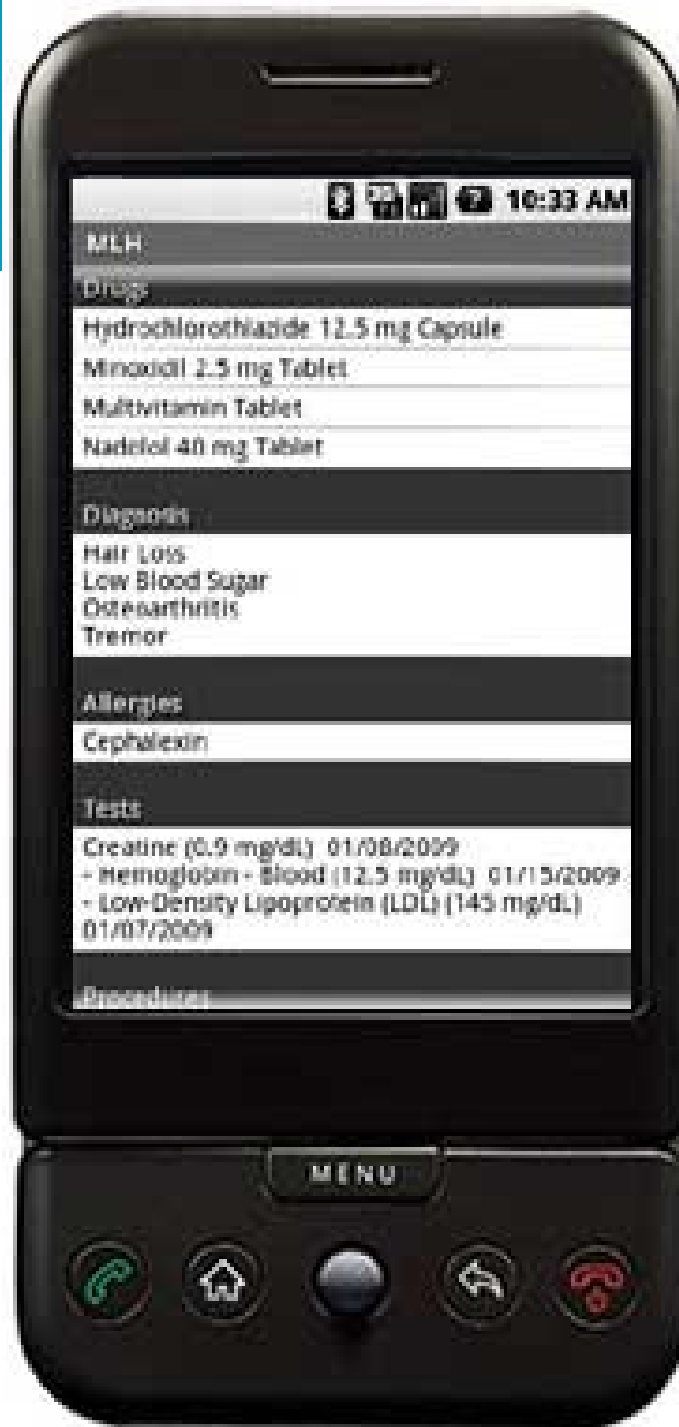 10:33 AM
MLH
Drugs
Hydrochlorothiazide 12.5 mg Capsule
Minoxidil 2.5 mg Tablet
Multivitamin Tablet
Nadolol 40 mg Tablet
Diagnosis
Hair Loss
Low Blood Sugar
Osteoarthritis
Tremor
Allergies
Cephalexin
Tests
Creatine (0.9 mg/dL) 01/08/2009
- Hemoglobin - Blood (12.5 mg/dL) 01/15/2009
- Low-Density Lipoprotein (LDL) (145 mg/dL)
01/07/2009
Procedures
MENU